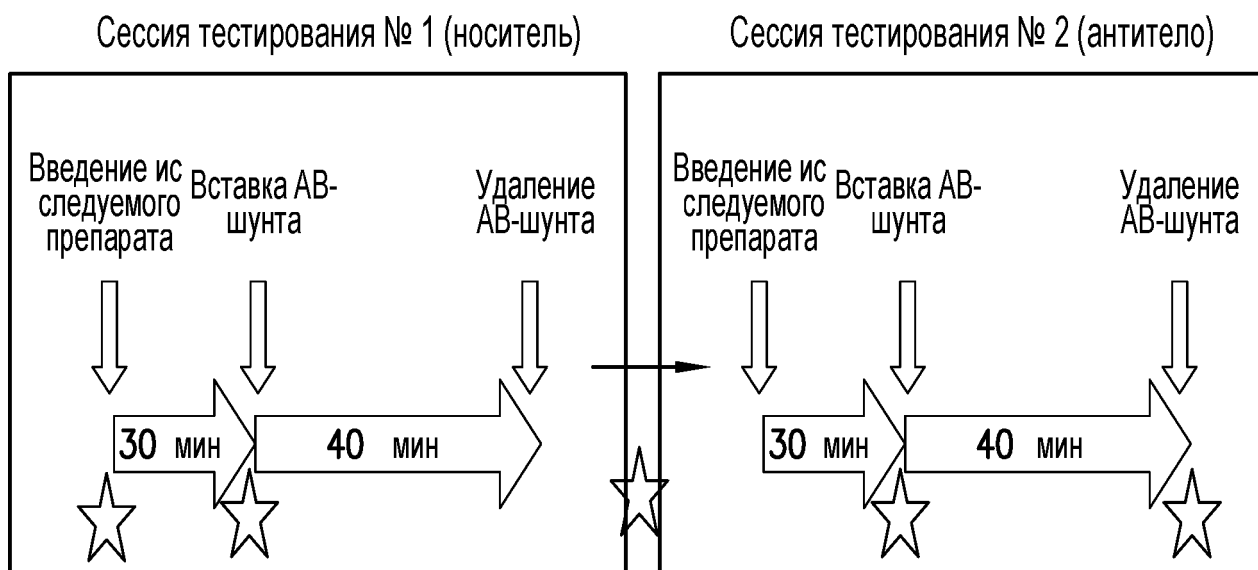 Сессия тестирования № 1 (носитель)
Сессия тестирования № 2 (антитело)
Введение ис
следуемого
препарата
Вставка АВ-
шунта
Удаление
АВ-шунта
30 мин
40 мин
Введение ис
следуемого
препарата
Вставка АВ-
шунта
Удаление
АВ-шунта
30 мин
40 мин